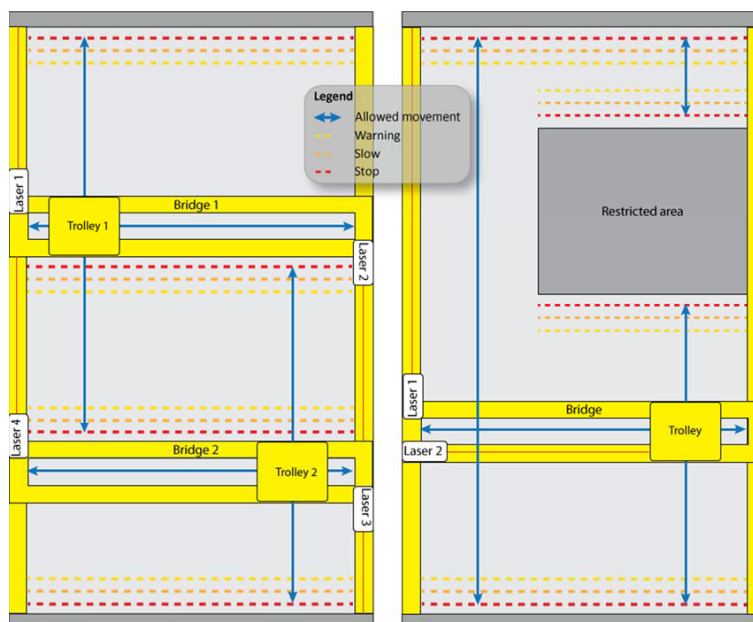 Legend
Allowed movement
Warning
Slow
Stop
Laser 1
Bridge 1
Trolley 1
Laser 2
Laser 4
Bridge 2
Trolley 2
Laser 3
Restricted area
Laser 1
Bridge
Trolley
Laser 2